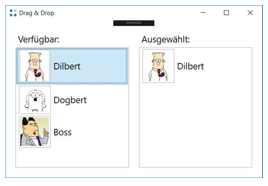 Drag & Drop
Verfügbar:
Ausgewählt:
Dilbert
Dilbert
Dogbert
Boss